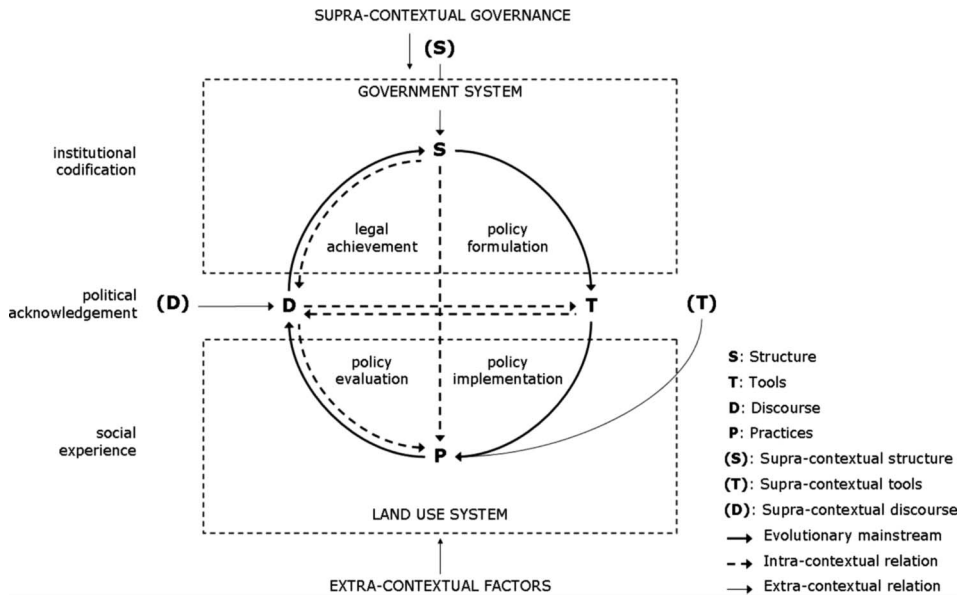 SUPRA-CONTEXTUAL GOVERNANCE
(S)
GOVERNMENT SYSTEM
institutional
codification
S
legal
achievement
policy
formulation
political
acknowledgement
(D)
D
T
(T)
policy
evaluation
policy
implementation
social
experience
P
LAND USE SYSTEM
EXTRA-CONTEXTUAL FACTORS
S: Structure
T: Tools
D: Discourse
P: Practices
(S): Supra-contextual structure
(T): Supra-contextual tools
(D): Supra-contextual discourse
Evolutionary mainstream
Intra-contextual relation
Extra-contextual relation